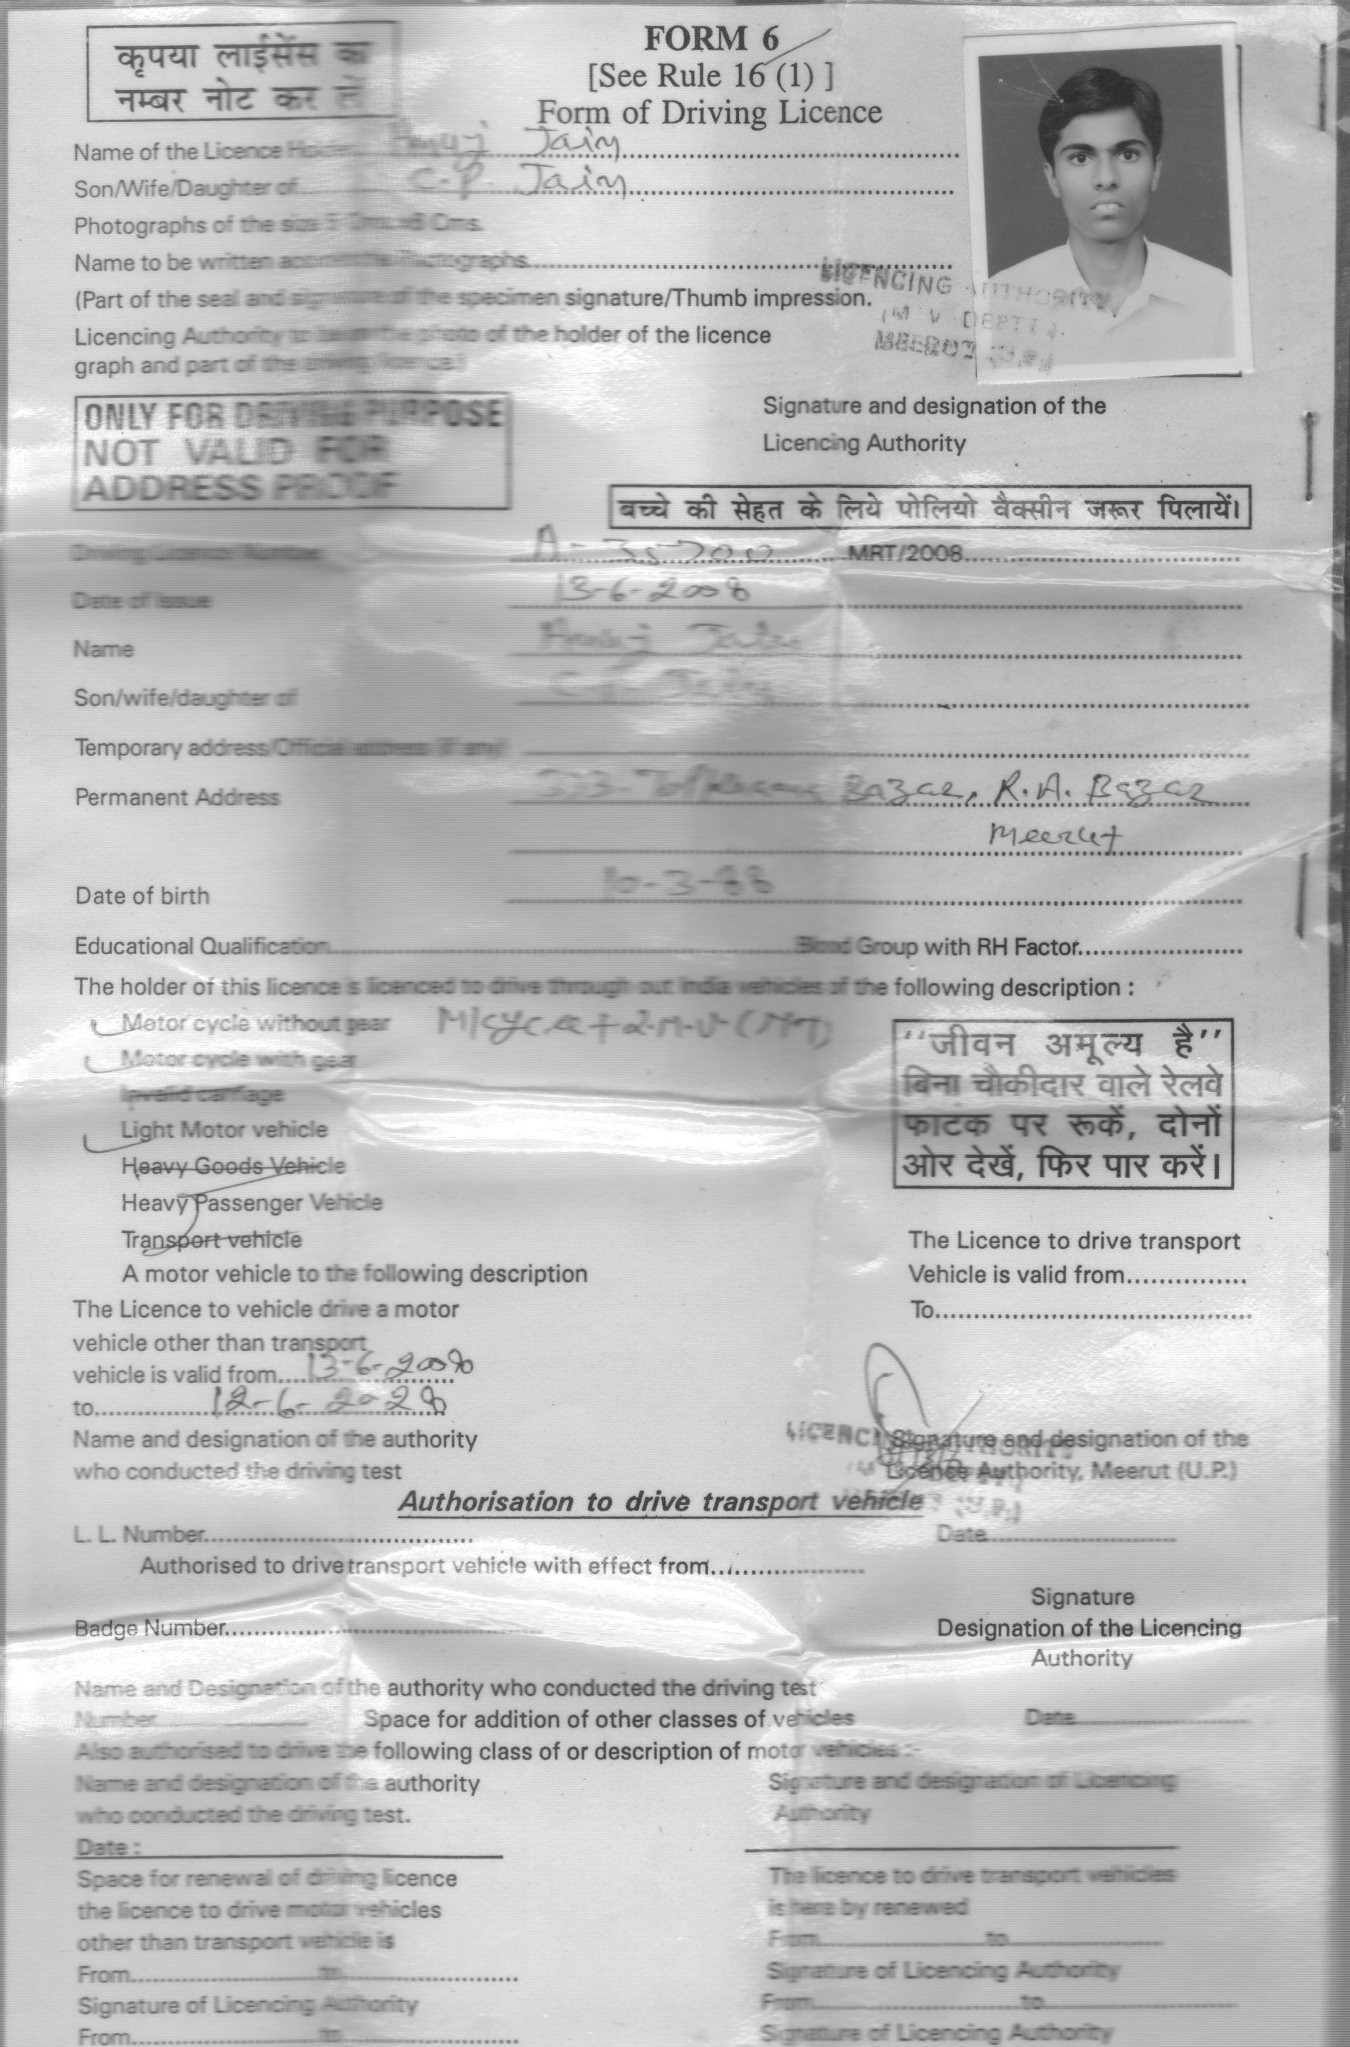 कृपया लाईसेंस का
नम्बर नोट कर लें
FORM 6
[See Rule 16 (1) ]
Form of Driving Licence
Name of the Licence Holder Anuj Jain
Son/Wife/Daughter of C.P. Jain
Photographs of the size 5 Cms. Cms.
Name to be written Photographs
(Part of the seal and signature of the specimen signature/Thumb impression.
Licencing Authority to be the photo of the holder of the licence
graph and part of the driving licence.)
LICENCING AUTHORITY
(M V DEPTT
MEERUT
ONLY FOR DRIVING PURPOSE
NOT VALID FOR
ADDRESS PROOF
Signature and designation of the
Licencing Authority
बच्चे की सेहत के लिये पोलियो वैक्सीन जरूर पिलायें।
Driving Licence Number A- MRT/2008
Date of Issue 13-6-2008
Name Anuj Jain
Son/wife/daughter of C.P. Jain
Temporary address/Official address (if any)
Permanent Address Bazar, R.A. Bazar
Meerut
Date of birth 10-3-88
Educational Qualification Blood Group with RH Factor
The holder of this licence is licenced to drive through out India vehicles of the following description :
Motor cycle without gear M/cycle +
Motor cycle with gear
Invalid carriage
Light Motor vehicle
Heavy Goods Vehicle
Heavy Passenger Vehicle
Transport vehicle
A motor vehicle to the following description
''जीवन अमूल्य है''
बिना चौकीदार वाले रेलवे
फाटक पर रूकें, दोनों
ओर देखें, फिर पार करें।
The Licence to drive transport
Vehicle is valid from
To
The Licence to vehicle drive a motor
vehicle other than transport
vehicle is valid from 13-6-2008
to 12-6-2028
Name and designation of the authority
who conducted the driving test
Signature and designation of the
Licence Authority, Meerut (U.P.)
Authorisation to drive transport vehicle
L. L. Number Date
Authorised to drive transport vehicle with effect from
Signature
Badge Number Designation of the Licencing
Authority
Name and Designation of the authority who conducted the driving test
Number Space for addition of other classes of vehicles Date
Also authorised to drive the following class of or description of motor vehicles :-
Name and designation of the authority
who conducted the driving test.
Date :
Signature and designation of Licencing
Authority
Space for renewal of driving licence
the licence to drive motor vehicles
other than transport vehicle is
From to
Signature of Licencing Authority
From to
The licence to drive transport vehicles
is here by renewed
From to
Signature of Licencing Authority
From to
Signature of Licencing Authority